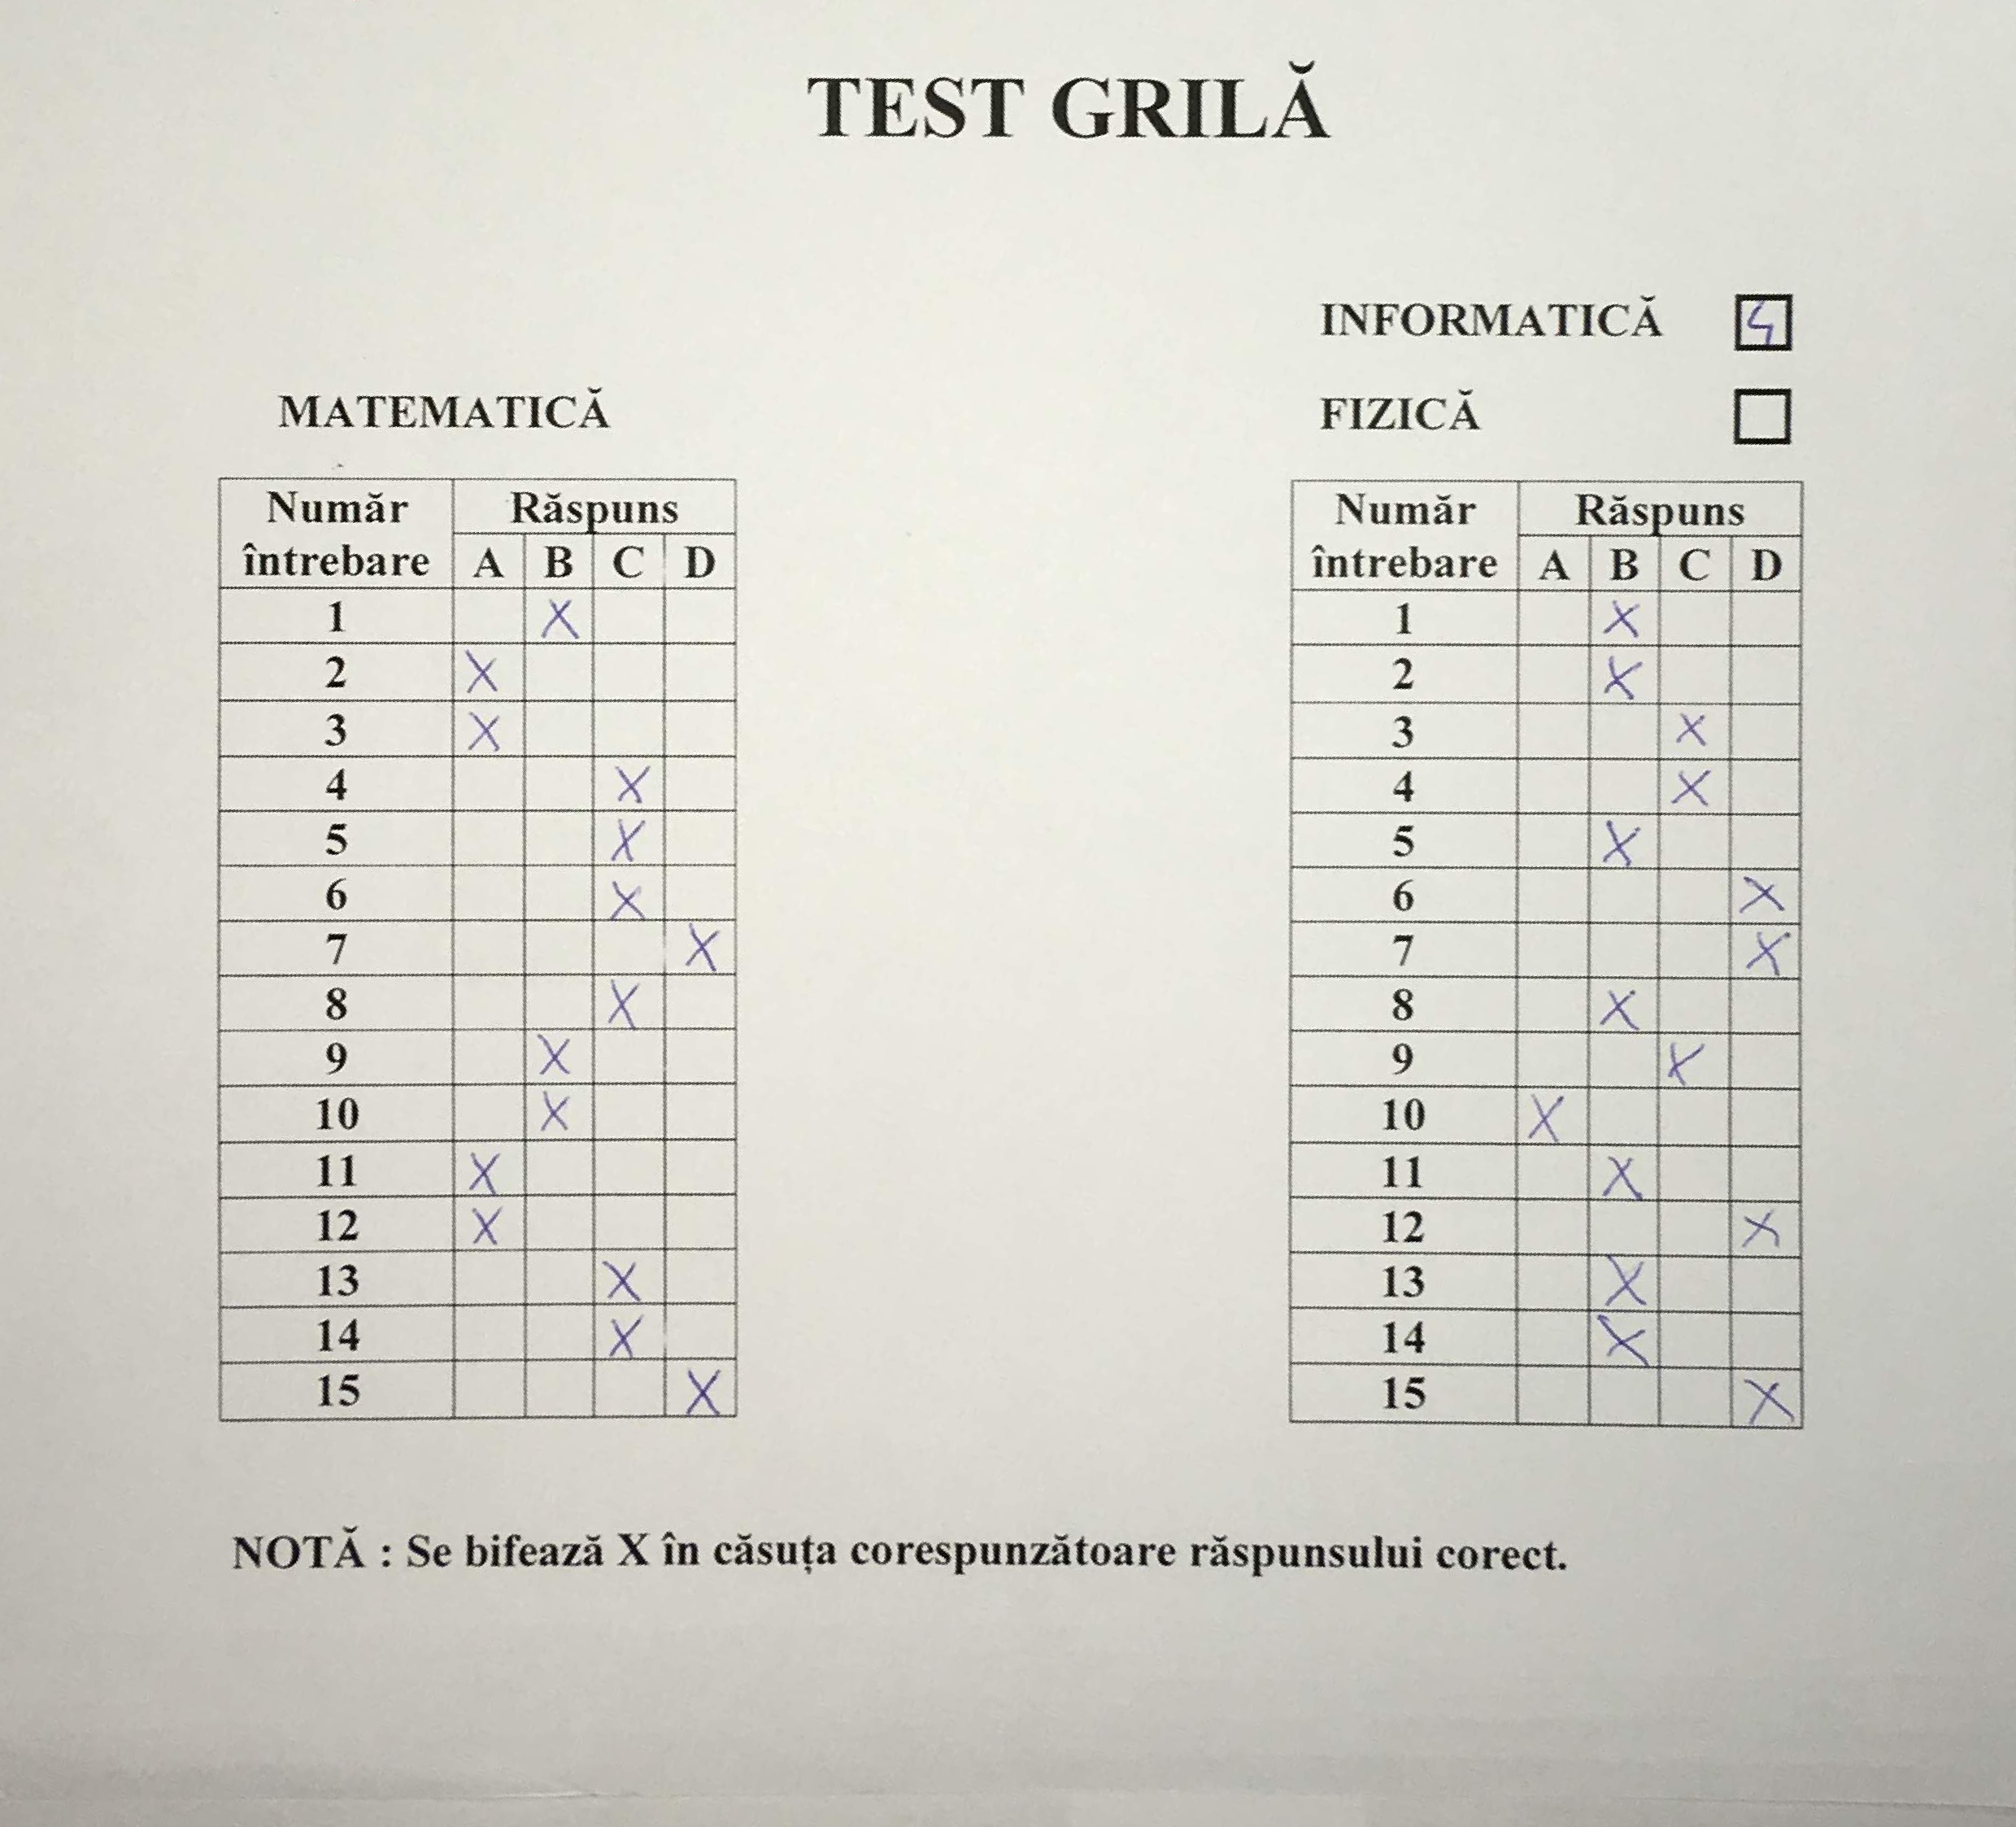 TEST GRILĂ
INFORMATICĂ 4
MATEMATICĂ
FIZICĂ
Număr întrebare Răspuns
A B C D
1 X
2 X
3 X
4 X
5 X
6 X
7 X
8 X
9 X
10 X
11 X
12 X
13 X
14 X
15 X
Număr întrebare Răspuns
A B C D
1 X
2 X
3 X
4 X
5 X
6 X
7 X
8 X
9 X
10 X
11 X
12 X
13 X
14 X
15 X
NOTĂ : Se bifează X în căsuța corespunzătoare răspunsului corect.